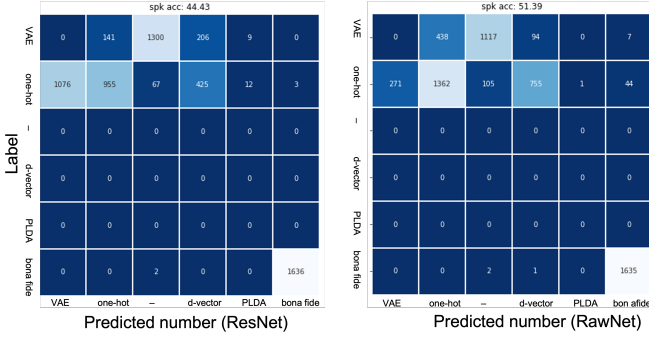 spk acc: 44.43
VAE 0 141 1300 206 9 0
one-hot 1076 955 67 425 12 3
– 0 0 0 0 0 0
d-vector 0 0 0 0 0 0
PLDA 0 0 0 0 0 0
bona fide 0 0 2 0 0 1636
Label
VAE one-hot – d-vector PLDA bona fide
Predicted number (ResNet)
spk acc: 51.39
VAE 0 438 1117 94 0 7
one-hot 271 1362 105 755 1 44
– 0 0 0 0 0 0
d-vector 0 0 0 0 0 0
PLDA 0 0 0 0 0 0
bona fide 0 0 2 1 0 1635
VAE one-hot – d-vector PLDA bon afide
Predicted number (RawNet)